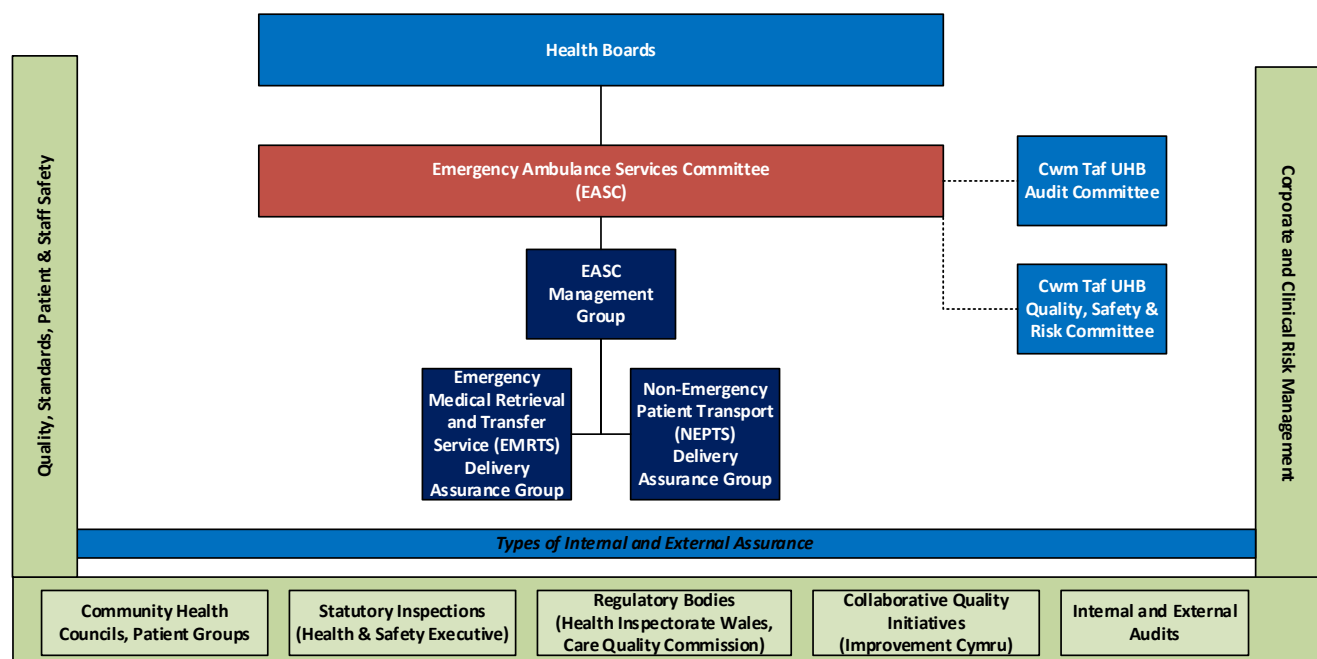 Health Boards
Quality, Standards, Patient & Staff Safety
Corporate and Clinical Risk Management
Emergency Ambulance Services Committee
(EASC)
Cwm Taf UHB
Audit Committee
EASC
Management
Group
Cwm Taf UHB
Quality, Safety &
Risk Committee
Emergency
Medical Retrieval
and Transfer
Service (EMRTS)
Delivery
Assurance Group
Non-Emergency
Patient Transport
(NEPTS)
Delivery
Assurance Group
Types of Internal and External Assurance
Community Health
Councils, Patient Groups
Statutory Inspections
(Health & Safety Executive)
Regulatory Bodies
(Health Inspectorate Wales,
Care Quality Commission)
Collaborative Quality
Initiatives
(Improvement Cymru)
Internal and External
Audits